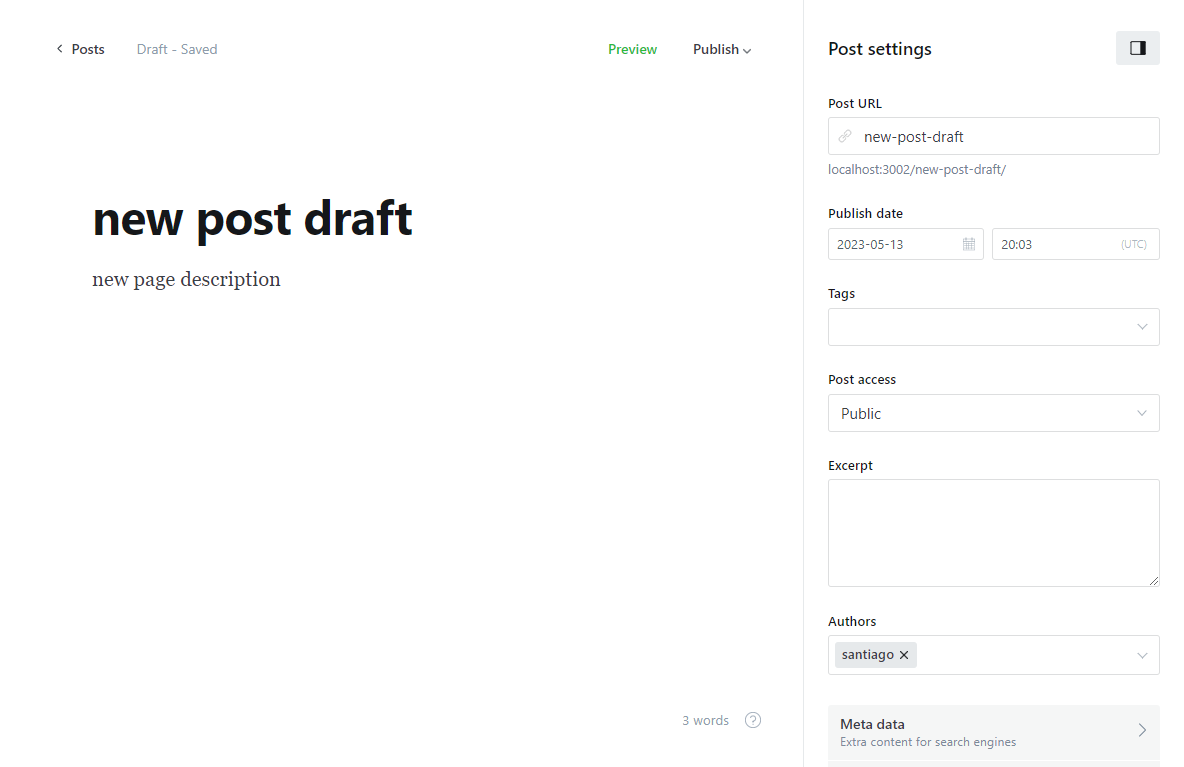 Posts Draft - Saved Preview Publish
new post draft
new page description
3 words ?
Post settings
Post URL
new-post-draft
localhost:3002/new-post-draft/
Publish date
2023-05-13 20:03 (UTC)
Tags
Post access
Public
Excerpt
Authors
santiago
Meta data
Extra content for search engines